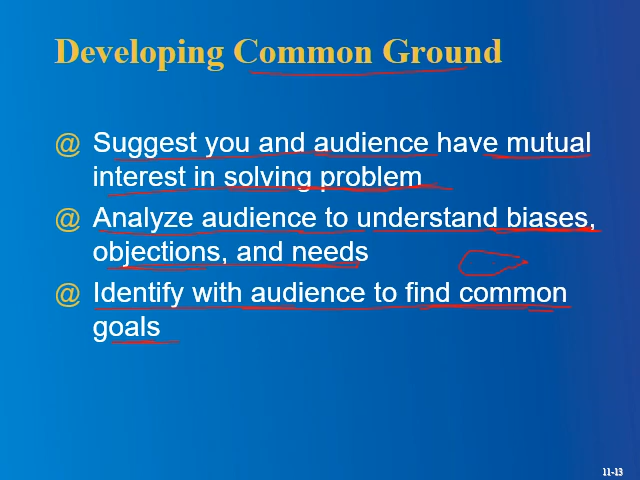 Developing Common Ground
@ Suggest you and audience have mutual
interest in solving problem
@ Analyze audience to understand biases,
objections, and needs
@ Identify with audience to find common
goals
11-13